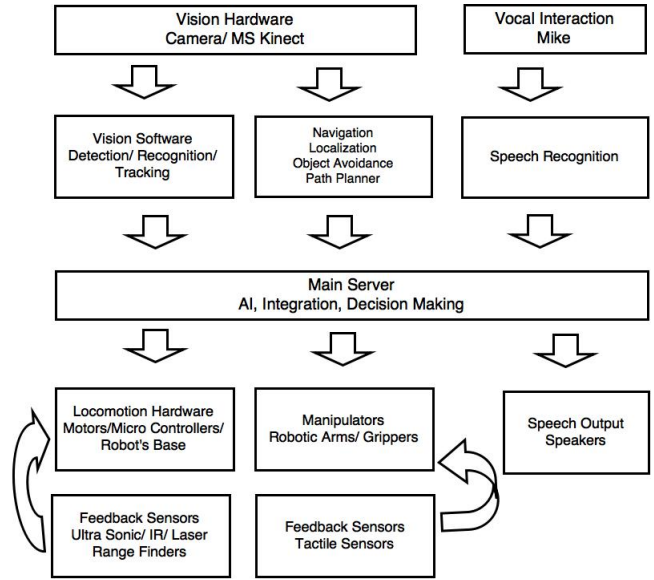 Vision Hardware
Camera/ MS Kinect
Vocal Interaction
Mike
Vision Software
Detection/ Recognition/
Tracking
Navigation
Localization
Object Avoidance
Path Planner
Speech Recognition
Main Server
AI, Integration, Decision Making
Locomotion Hardware
Motors/Micro Controllers/
Robot's Base
Manipulators
Robotic Arms/ Grippers
Speech Output
Speakers
Feedback Sensors
Ultra Sonic/ IR/ Laser
Range Finders
Feedback Sensors
Tactile Sensors